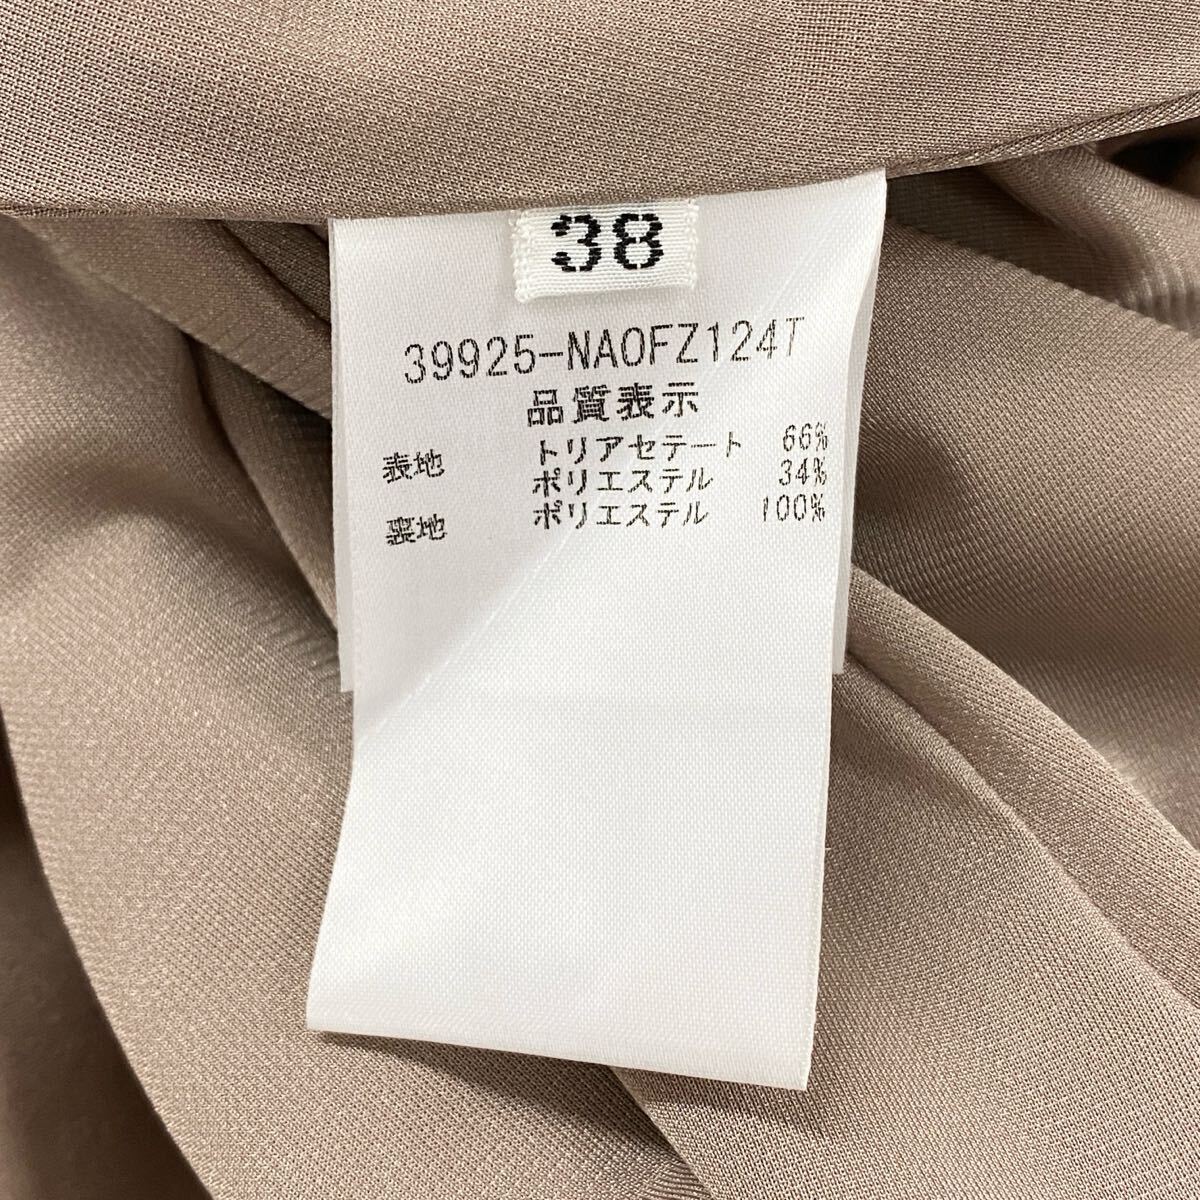 38
39925-NAOFZ124T
品質表示
表地 トリアセテート 66%
ポリエステル 34%
裏地 ポリエステル 100%